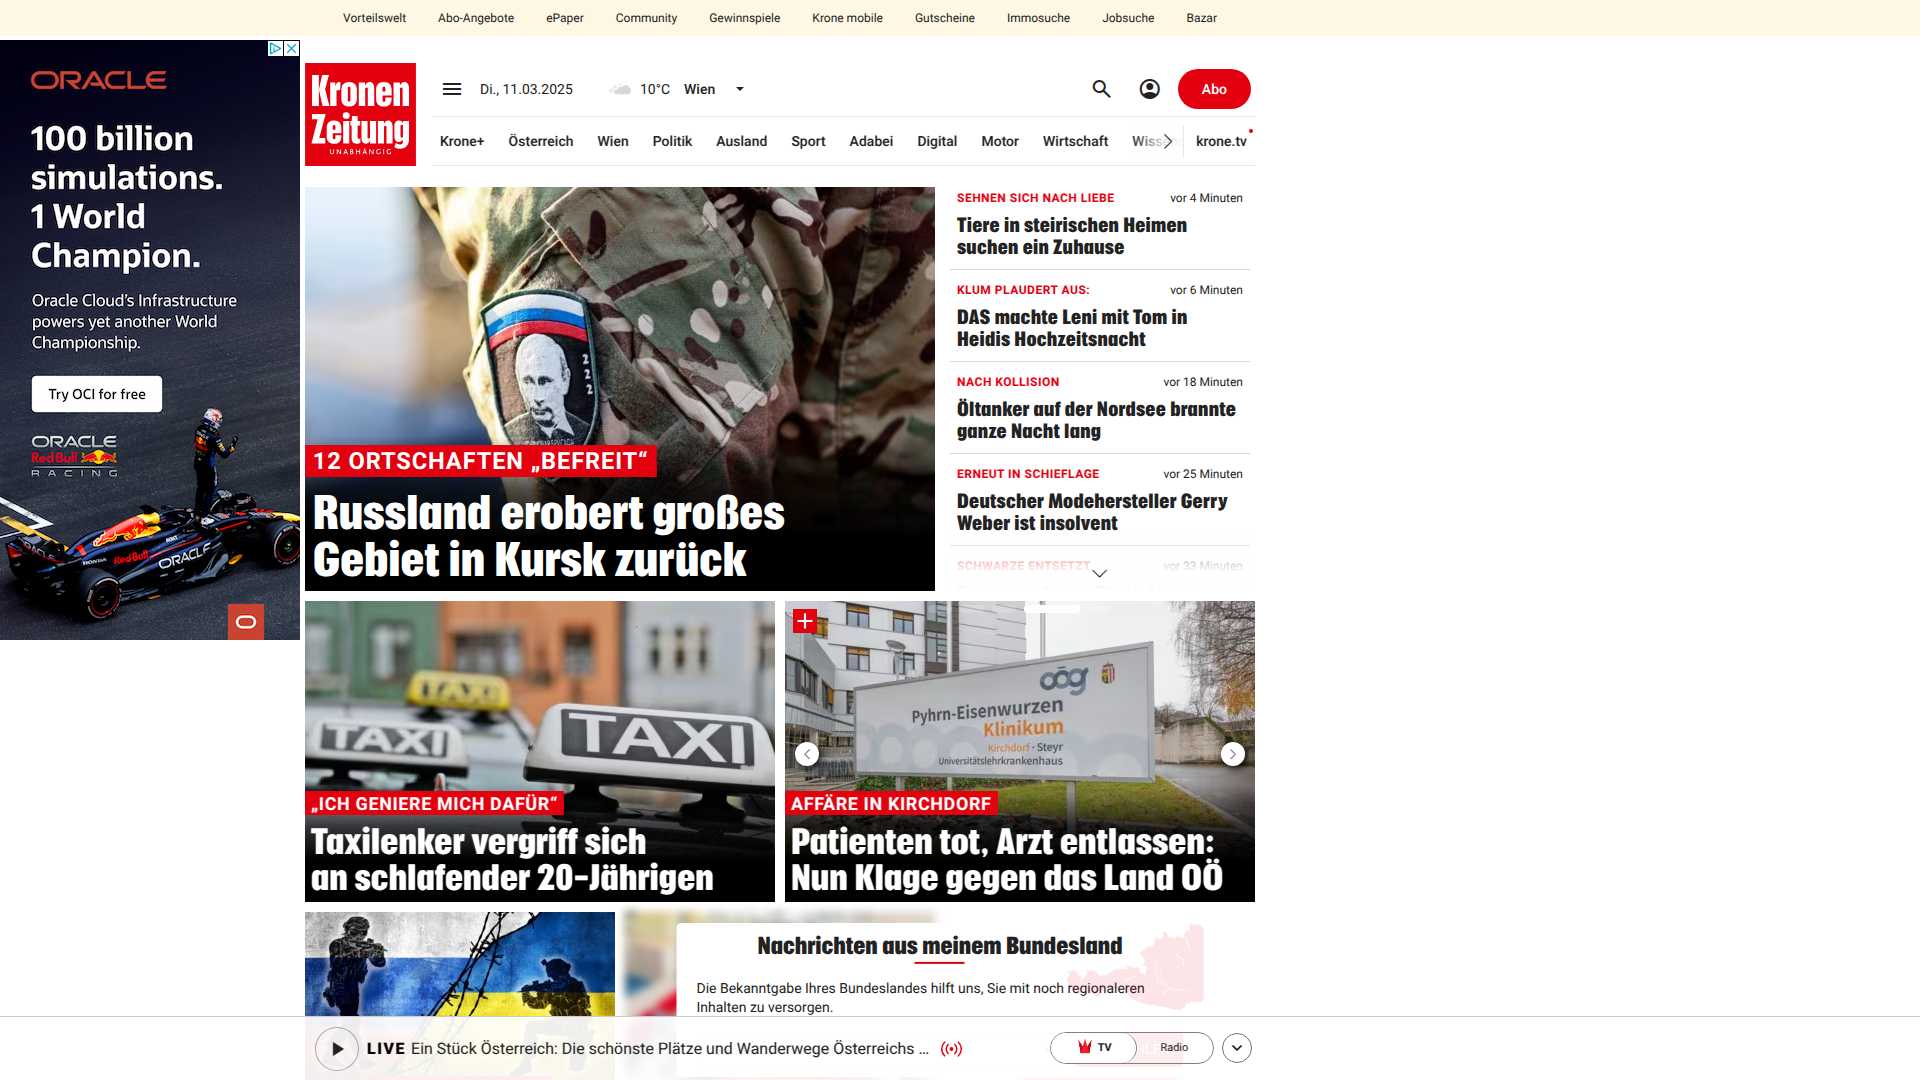 Vorteilswelt
Abo-Angebote
ePaper
Community
Gewinnspiele
Krone mobile
Gutscheine
Immosuche
Jobsuche
Bazar
ORACLE
100 billion
simulations.
1 World
Champion.
Oracle Cloud's Infrastructure
powers yet another World
Championship.
Try OCI for free
ORACLE
Red Bull
RACING
Red Bull
ORACLE
HONDA
Kronen
Zeitung
UNABHÄNGIG
Di., 11.03.2025
10°C
Wien
Abo
Krone+
Österreich
Wien
Politik
Ausland
Sport
Adabei
Digital
Motor
Wirtschaft
krone.tv
12 ORTSCHAFTEN „BEFREIT“
Russland erobert großes
Gebiet in Kursk zurück
SEHNEN SICH NACH LIEBE
vor 4 Minuten
Tiere in steirischen Heimen
suchen ein Zuhause
KLUM PLAUDERT AUS:
vor 6 Minuten
DAS machte Leni mit Tom in
Heidis Hochzeitsnacht
NACH KOLLISION
vor 18 Minuten
Öltanker auf der Nordsee brannte
ganze Nacht lang
ERNEUT IN SCHIEFLAGE
vor 25 Minuten
Deutscher Modehersteller Gerry
Weber ist insolvent
SCHWARZE ENTSETZT
vor 33 Minuten
TAXI
TAXI
TAXI
„ICH GENIERE MICH DAFÜR“
Taxilenker vergriff sich
an schlafender 20-Jährigen
oög
Pyhrn-Eisenwurzen
Klinikum
Kirchdorf · Steyr
Universitätslehrkrankenhaus
AFFÄRE IN KIRCHDORF
Patienten tot, Arzt entlassen:
Nun Klage gegen das Land OÖ
Nachrichten aus meinem Bundesland
Die Bekanntgabe Ihres Bundeslandes hilft uns, Sie mit noch regionaleren
Inhalten zu versorgen.
LIVE Ein Stück Österreich: Die schönste Plätze und Wanderwege Österreichs ...
TV
Radio